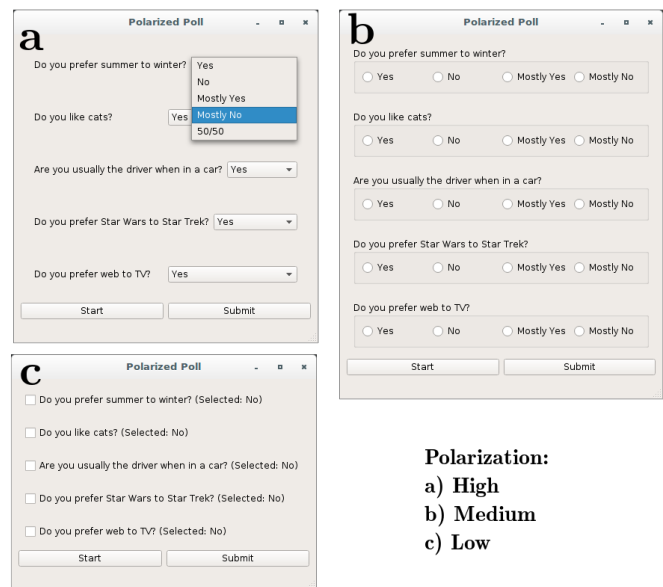 a
Polarized Poll
Do you prefer summer to winter?
Yes
No
Mostly Yes
Mostly No
50/50
Do you like cats? Yes
Are you usually the driver when in a car? Yes
Do you prefer Star Wars to Star Trek? Yes
Do you prefer web to TV? Yes
Start Submit
b
Polarized Poll
Do you prefer summer to winter?
Yes No Mostly Yes Mostly No
Do you like cats?
Yes No Mostly Yes Mostly No
Are you usually the driver when in a car?
Yes No Mostly Yes Mostly No
Do you prefer Star Wars to Star Trek?
Yes No Mostly Yes Mostly No
Do you prefer web to TV?
Yes No Mostly Yes Mostly No
Start Submit
c
Polarized Poll
Do you prefer summer to winter? (Selected: No)
Do you like cats? (Selected: No)
Are you usually the driver when in a car? (Selected: No)
Do you prefer Star Wars to Star Trek? (Selected: No)
Do you prefer web to TV? (Selected: No)
Start Submit
Polarization:
a) High
b) Medium
c) Low